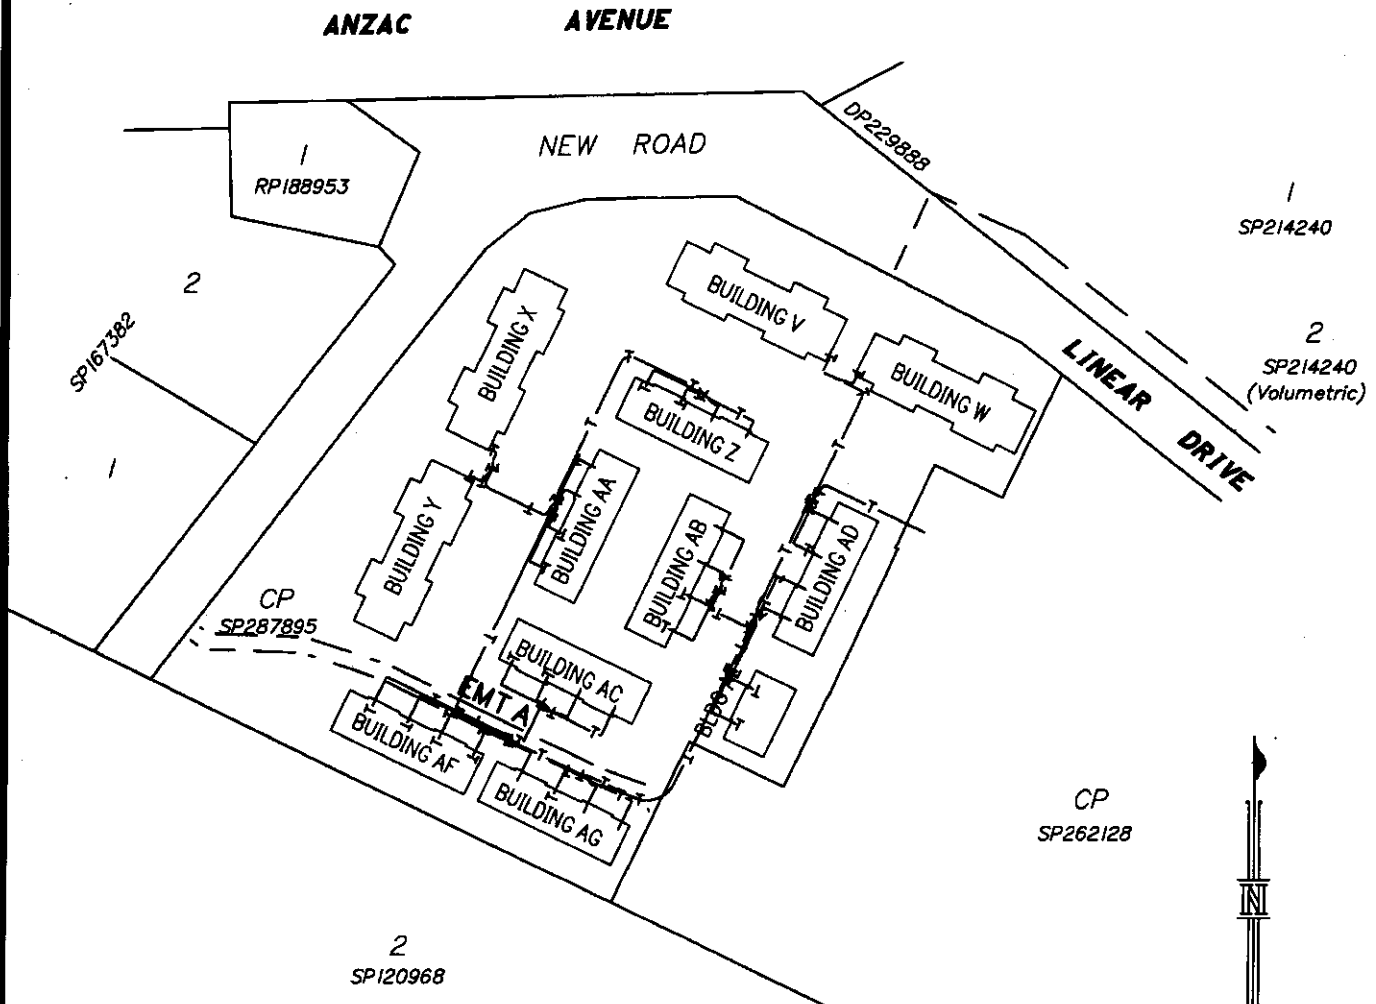 ANZAC AVENUE
NEW ROAD
DP229888
1
RP188953
1
SP214240
2
SP167382
1
2
SP214240
(Volumetric)
LINEAR DRIVE
BUILDING V
BUILDING X
BUILDING W
BUILDING Z
BUILDING AA
BUILDING Y
BUILDING AB
BUILDING AD
CP
SP287895
BUILDING AC
EMT A
BLDG
BUILDING AF
BUILDING AG
CP
SP262128
N
2
SP120968